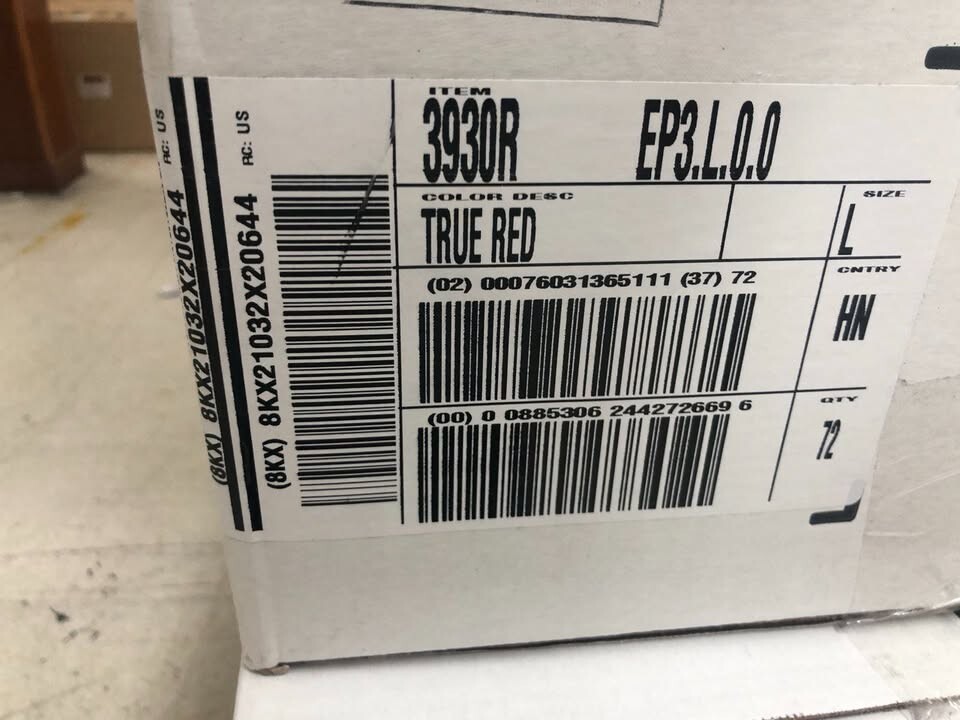 (8KX) 8KX21032X20644 RC: US
(8KX) 8KX21032X20644 RC: US
ITEM
3930R EP3.L.0.0
COLOR DESC
TRUE RED
SIZE
L
(02) 00076031365111 (37) 72
CNTRY
HN
(00) 0 0885306 244272669 6
QTY
72